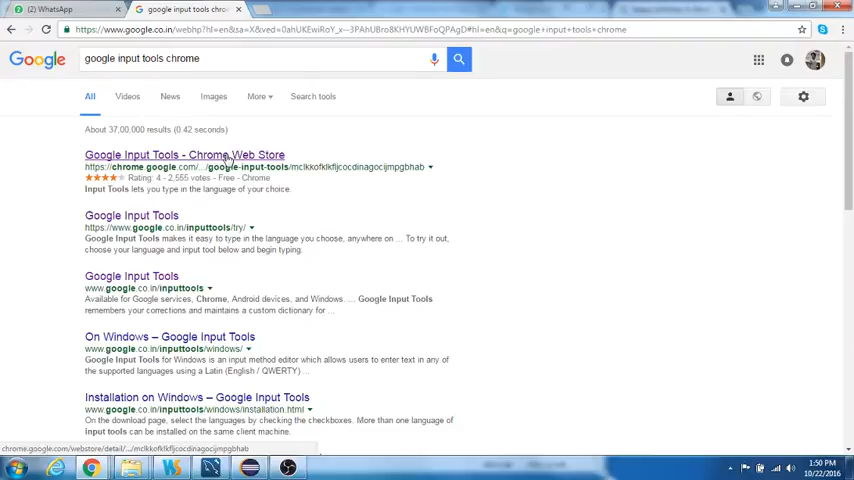 (2) WhatsApp
google input tools chro
https://www.google.co.in/webhp?hl=en&sa=X&ved=0ahUKEwiRoY_x--3PAhUBro8KHYUWBFoQPAgD#hl=en&q=google+input+tools+chrome
Google
google input tools chrome
All Videos News Images More Search tools
About 37,00,000 results (0.42 seconds)
Google Input Tools - Chrome Web Store
https://chrome.google.com/.../google-input-tools/mclkkofklkfljcocdinagocijmpgbhab
Rating: 4 - 2,555 votes - Free - Chrome
Input Tools lets you type in the language of your choice.
Google Input Tools
https://www.google.co.in/inputtools/try/
Google Input Tools makes it easy to type in the language you choose, anywhere on ... To try it out,
choose your language and input tool below and begin typing.
Google Input Tools
www.google.co.in/inputtools
Available for Google services, Chrome, Android devices, and Windows. ... Google Input Tools
remembers your corrections and maintains a custom dictionary for ...
On Windows – Google Input Tools
www.google.co.in/inputtools/windows/
Google Input Tools for Windows is an input method editor which allows users to enter text in any of
the supported languages using a Latin (English / QWERTY) ...
Installation on Windows – Google Input Tools
www.google.co.in/inputtools/windows/installation.html
On the download page, select the languages by checking the checkboxes. More than one language of
input tools can be installed on the same client machine.
chrome.google.com/webstore/detail/.../mclkkofklkfljcocdinagocijmpgbhab
1:50 PM
10/22/2016